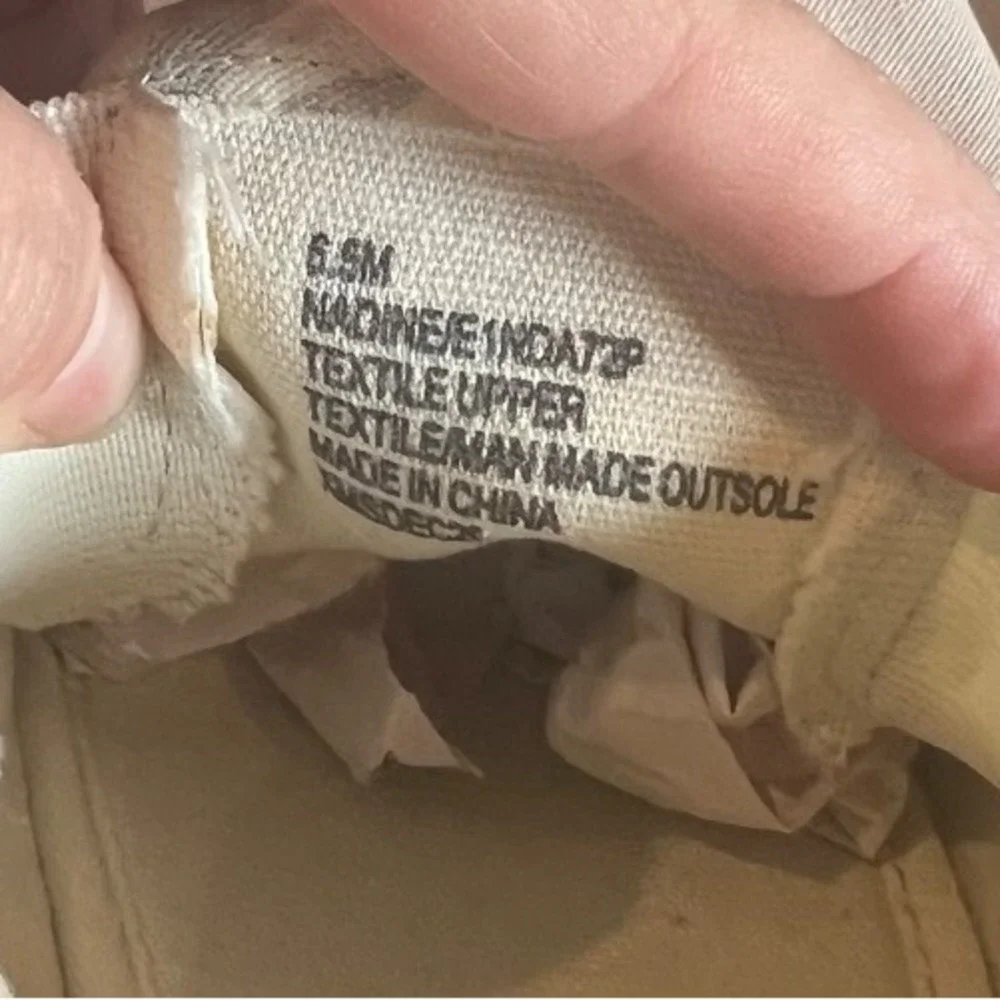 6.5M
NADINE/E1NDAT3P
TEXTILE UPPER
TEXTILE/MAN MADE OUTSOLE
MADE IN CHINA